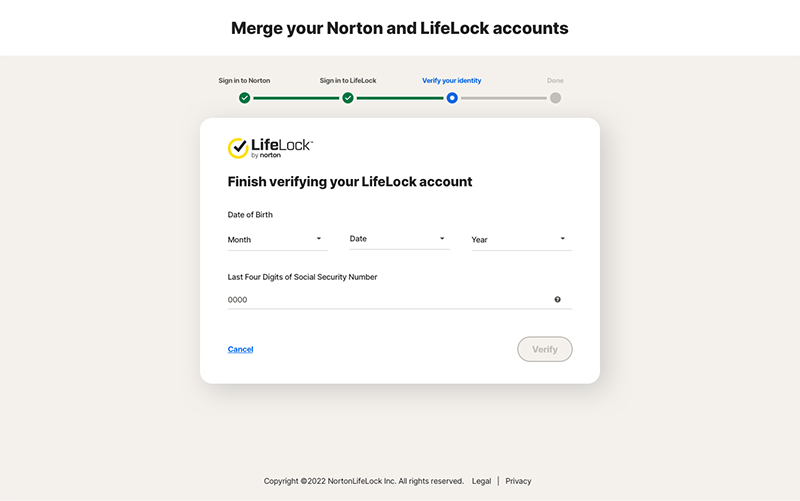 Merge your Norton and LifeLock accounts
Sign in to Norton Sign in to LifeLock Verify your identity Done
LifeLock™
by norton
Finish verifying your LifeLock account
Date of Birth
Month Date Year
Last Four Digits of Social Security Number
0000 ?
Cancel Verify
Copyright ©2022 NortonLifeLock Inc. All rights reserved. Legal | Privacy